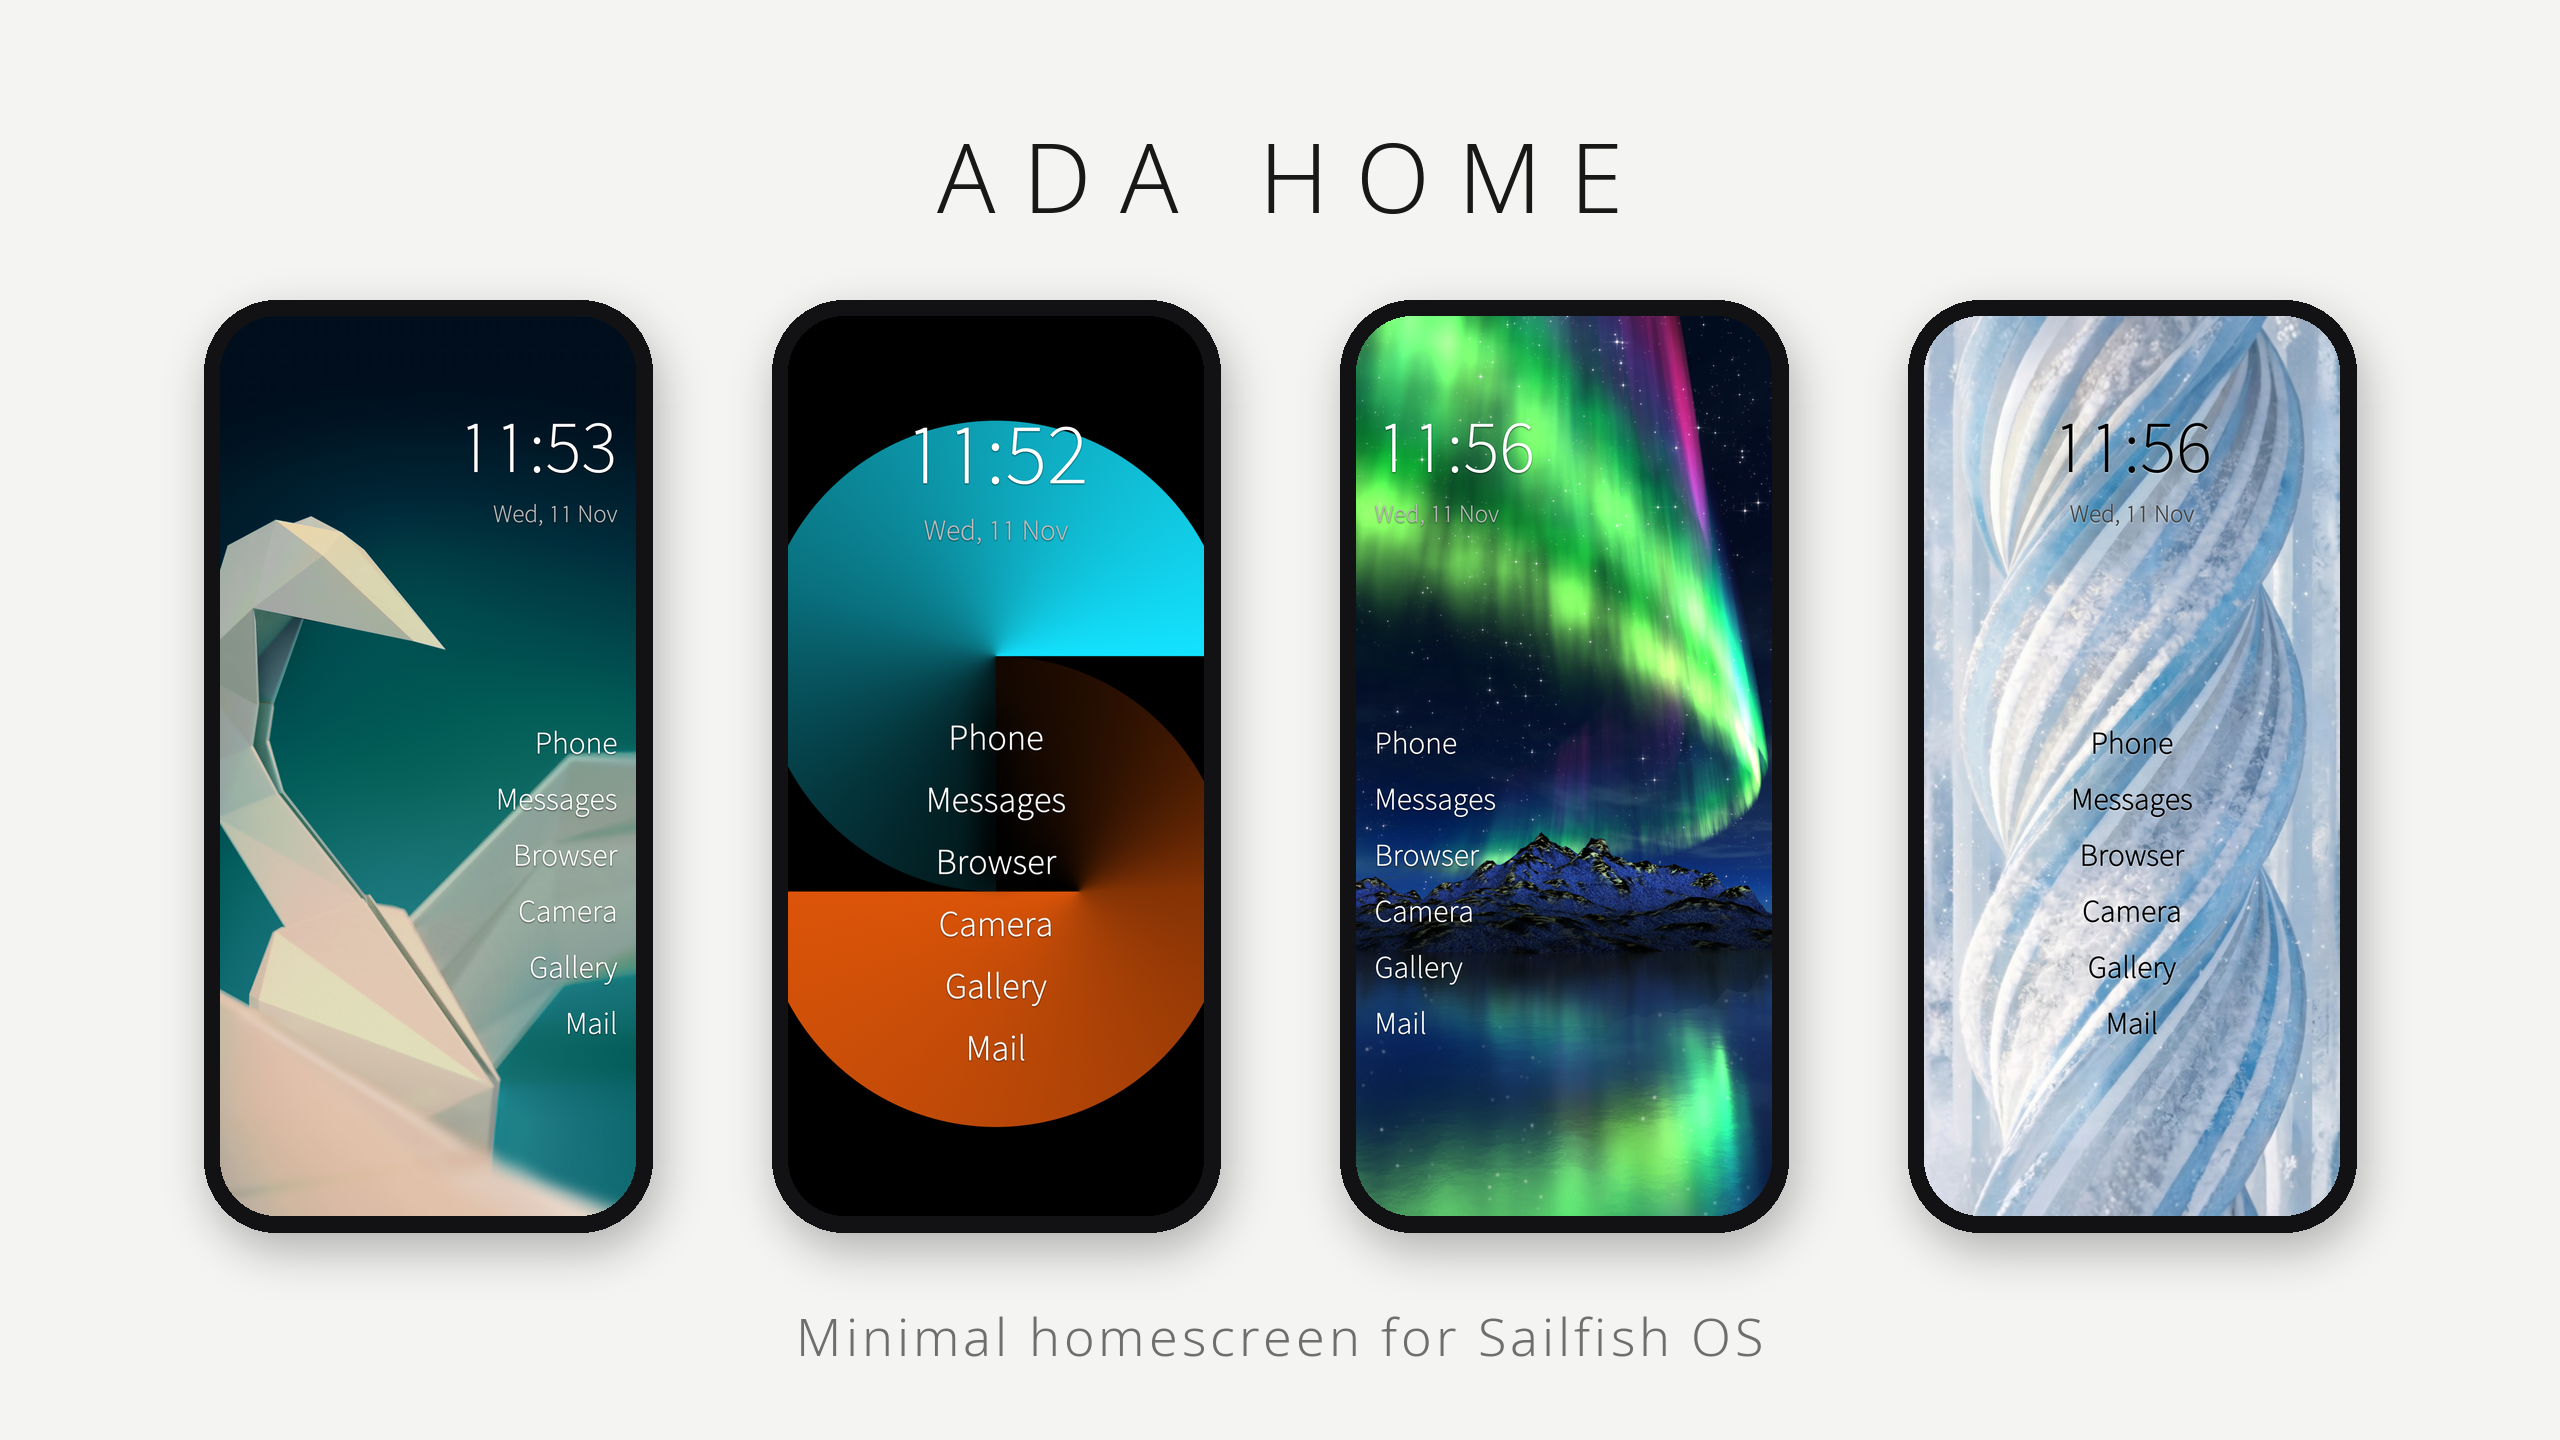 ADA HOME
11:53
Wed, 11 Nov
Phone
Messages
Browser
Camera
Gallery
Mail
11:52
Wed, 11 Nov
Phone
Messages
Browser
Camera
Gallery
Mail
11:56
Wed, 11 Nov
Phone
Messages
Browser
Camera
Gallery
Mail
11:56
Wed, 11 Nov
Phone
Messages
Browser
Camera
Gallery
Mail
Minimal homescreen for Sailfish OS